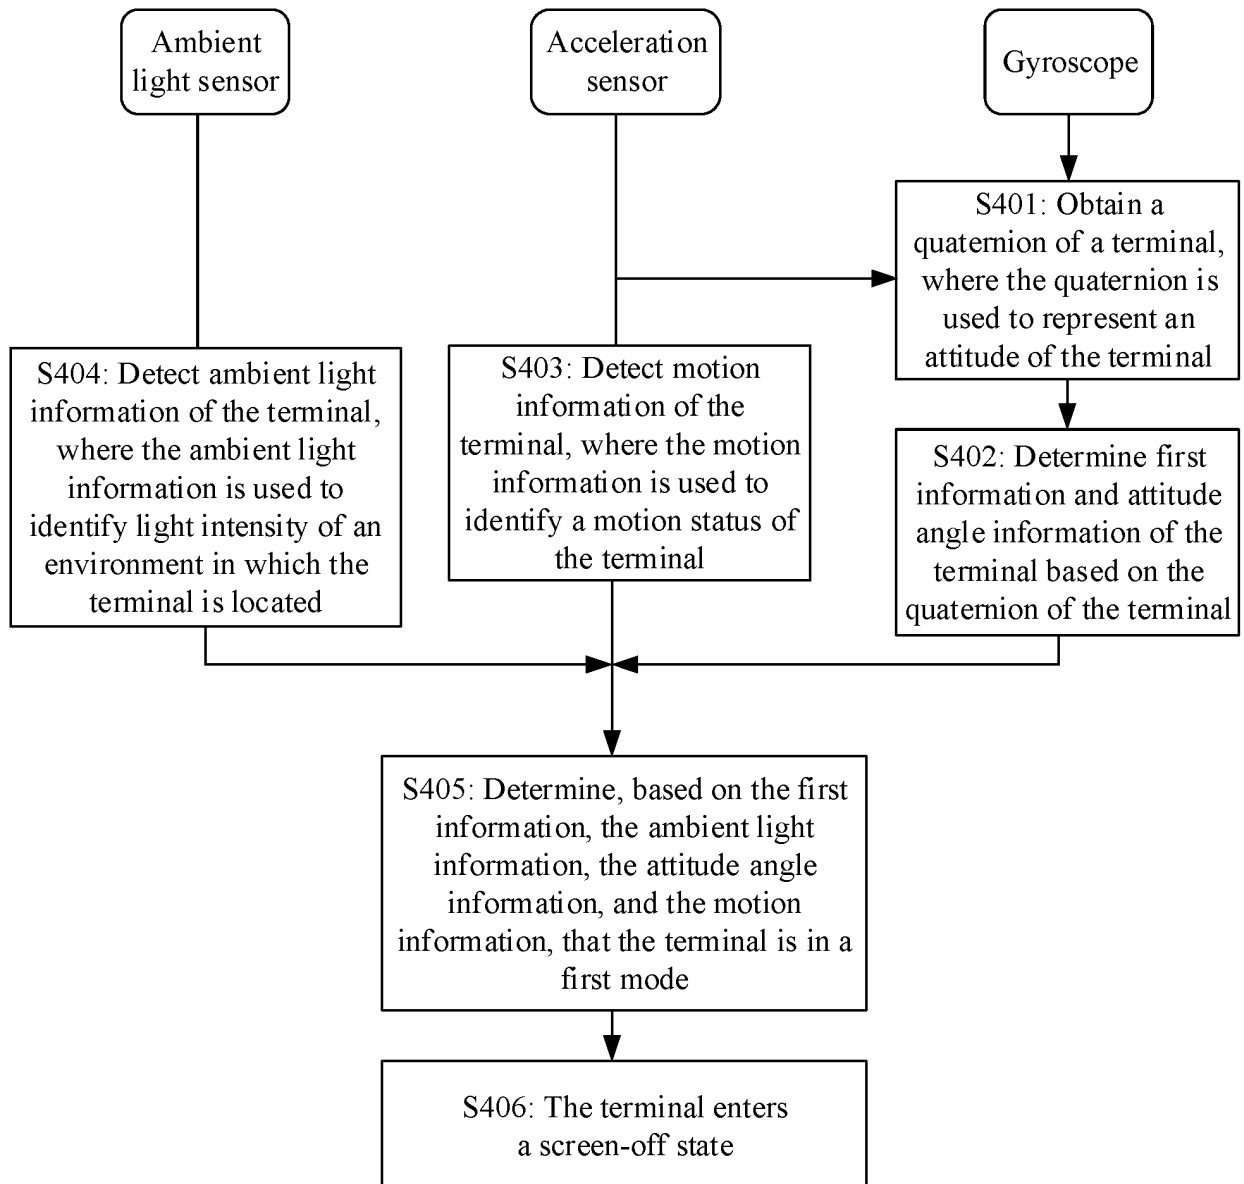 Ambient
light sensor
Acceleration
sensor
Gyroscope
S401: Obtain a
quaternion of a terminal,
where the quaternion is
used to represent an
attitude of the terminal
S404: Detect ambient light
information of the terminal,
where the ambient light
information is used to
identify light intensity of an
environment in which the
terminal is located
S403: Detect motion
information of the
terminal, where the motion
information is used to
identify a motion status of
the terminal
S402: Determine first
information and attitude
angle information of the
terminal based on the
quaternion of the terminal
S405: Determine, based on the first
information, the ambient light
information, the attitude angle
information, and the motion
information, that the terminal is in a
first mode
S406: The terminal enters
a screen-off state